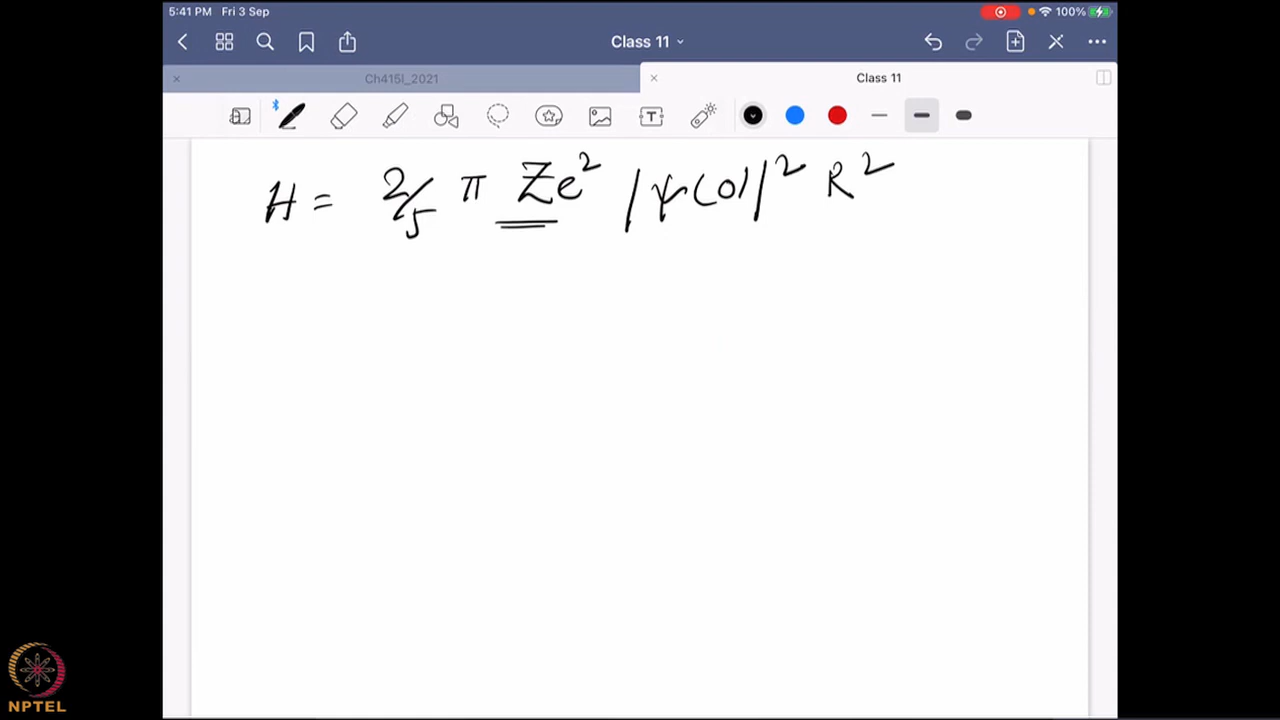 5:41 PM Fri 3 Sep
100%
Class 11
Ch415I_2021
Class 11
T
H = 2/5 π Ze² |ψ(0)|² R²
NPTEL